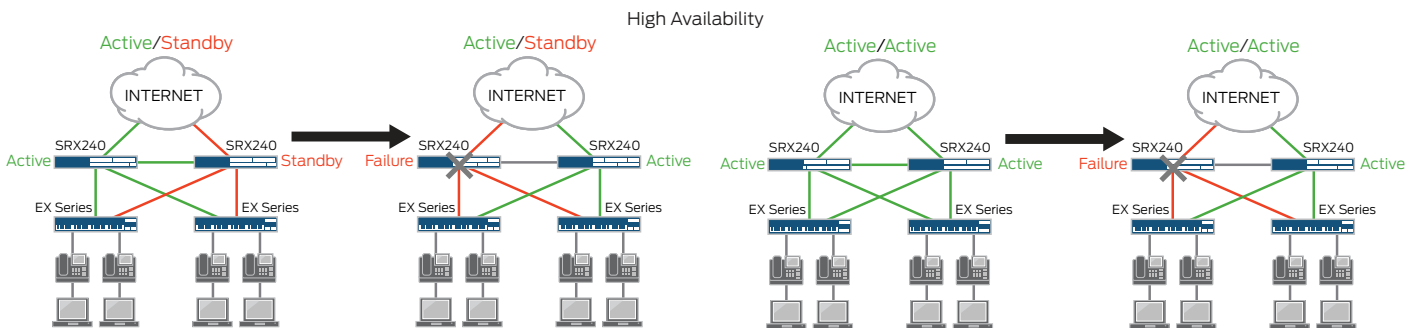 High Availability
Active/Standby
INTERNET
SRX240 SRX240
Active Standby
EX Series EX Series
Active/Standby
INTERNET
SRX240 SRX240
Failure Active
EX Series EX Series
Active/Active
INTERNET
SRX240 SRX240
Active Active
EX Series EX Series
Active/Active
INTERNET
SRX240 SRX240
Failure Active
EX Series EX Series